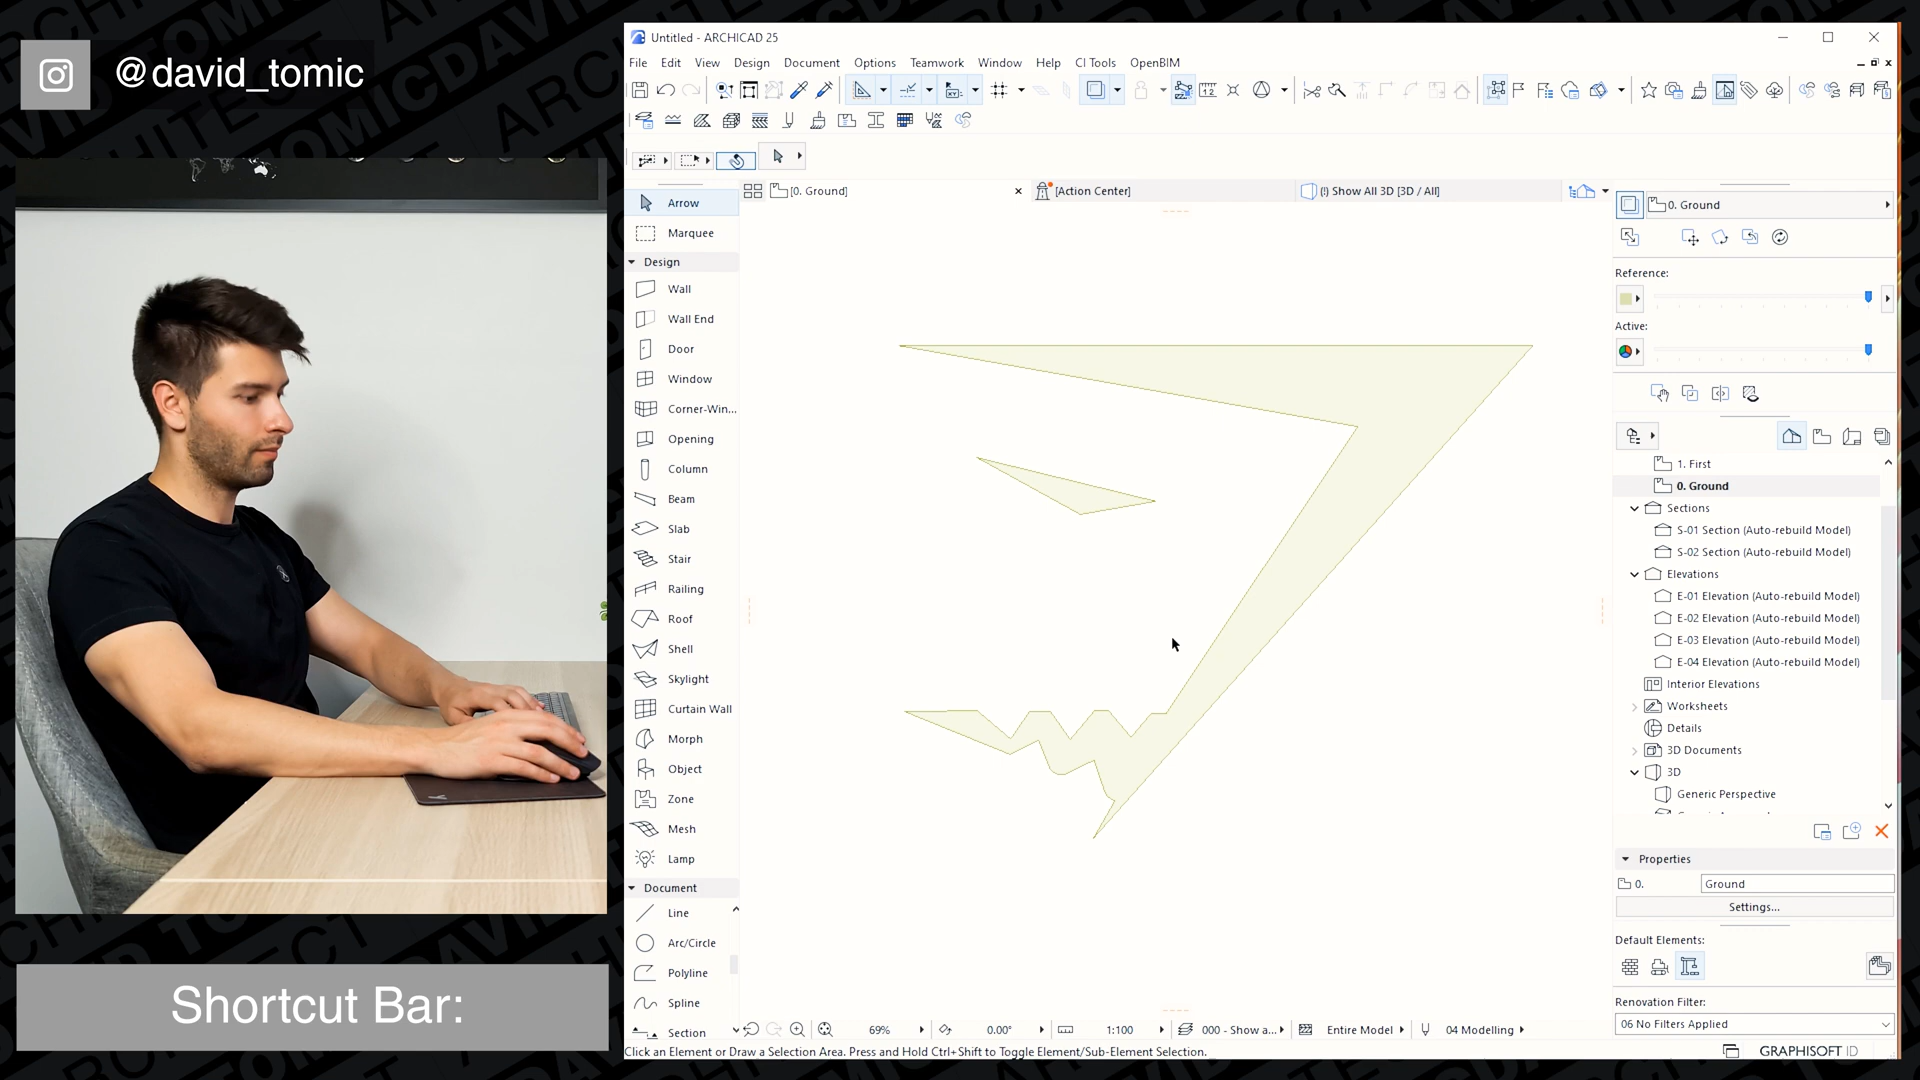 @david_tomic
Shortcut Bar:
Untitled - ARCHICAD 25
File Edit View Design Document Options Teamwork Window Help CI Tools OpenBIM
[0. Ground]
[Action Center]
(!) Show All 3D [3D / All]
Arrow
Marquee
Design
Wall
Wall End
Door
Window
Corner-Win...
Opening
Column
Beam
Slab
Stair
Railing
Roof
Shell
Skylight
Curtain Wall
Morph
Object
Zone
Mesh
Lamp
Document
Line
Arc/Circle
Polyline
Spline
Section
0. Ground
Reference:
Active:
1. First
0. Ground
Sections
S-01 Section (Auto-rebuild Model)
S-02 Section (Auto-rebuild Model)
Elevations
E-01 Elevation (Auto-rebuild Model)
E-02 Elevation (Auto-rebuild Model)
E-03 Elevation (Auto-rebuild Model)
E-04 Elevation (Auto-rebuild Model)
Interior Elevations
Worksheets
Details
3D Documents
3D
Generic Perspective
Properties
0. Ground
Settings...
Default Elements:
Renovation Filter:
06 No Filters Applied
69% 0.00° 1:100 000 - Show a... Entire Model 04 Modelling
Click an Element or Draw a Selection Area. Press and Hold Ctrl+Shift to Toggle Element/Sub-Element Selection.
GRAPHISOFT ID